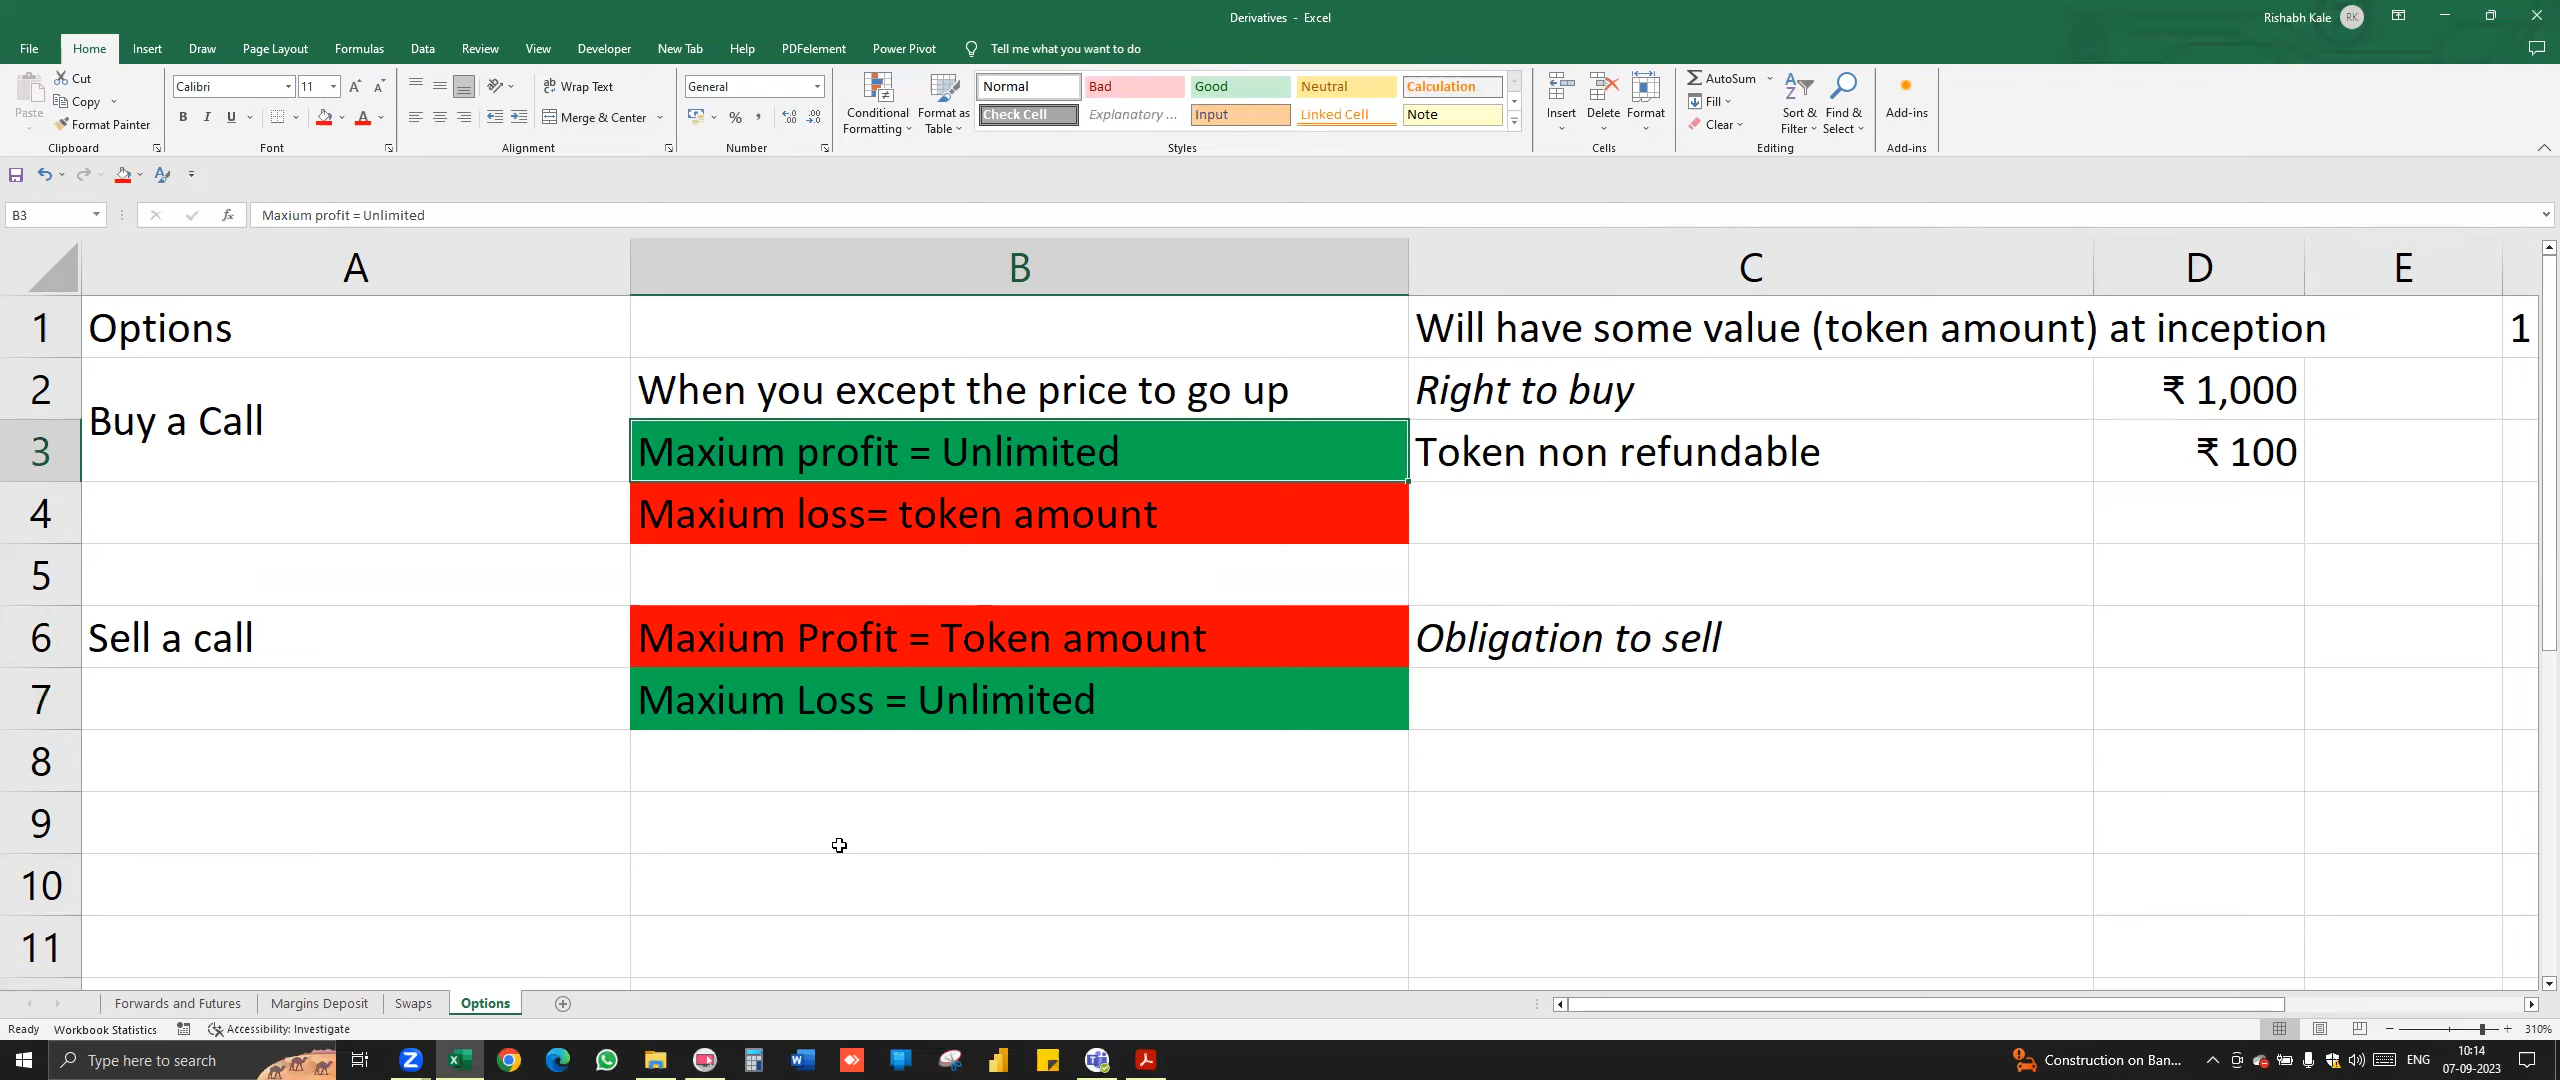 Derivatives - Excel
Rishabh Kale RK
File Home Insert Draw Page Layout Formulas Data Review View Developer New Tab Help PDFelement Power Pivot Tell me what you want to do
Paste Cut Copy Format Painter Clipboard
Calibri 11 B I U Font
Wrap Text Merge & Center Alignment
General % Number
Conditional Formatting Format as Table
Normal Bad Good Neutral Calculation
Check Cell Explanatory ... Input Linked Cell Note
Styles
Insert Delete Format Cells
AutoSum Fill Clear Sort & Filter Find & Select Editing
Add-ins Add-ins
B3 fx Maxium profit = Unlimited
A B C D E
1 Options Will have some value (token amount) at inception 1
2 When you except the price to go up Right to buy ₹ 1,000
Buy a Call
3 Maxium profit = Unlimited Token non refundable ₹ 100
4 Maxium loss= token amount
5
6 Sell a call Maxium Profit = Token amount Obligation to sell
7 Maxium Loss = Unlimited
8
9
10
11
Forwards and Futures Margins Deposit Swaps Options
Ready Workbook Statistics Accessibility: Investigate 310%
Type here to search Construction on Ban... ENG 10:14
07-09-2023